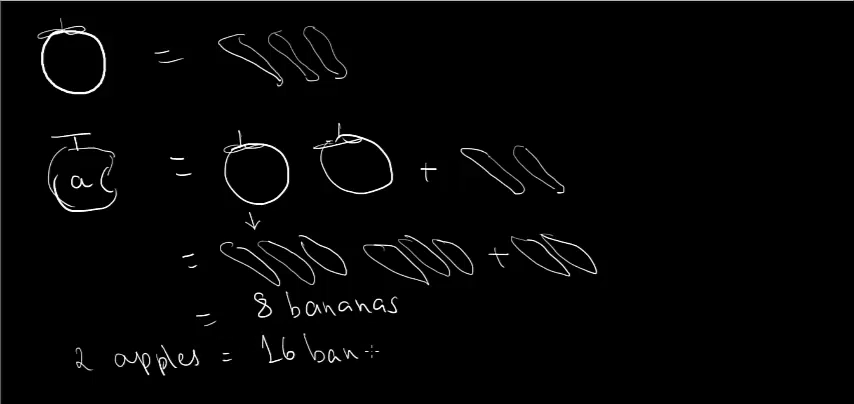 =
a = +
= +
= 8 bananas
2 apples = 16 ban